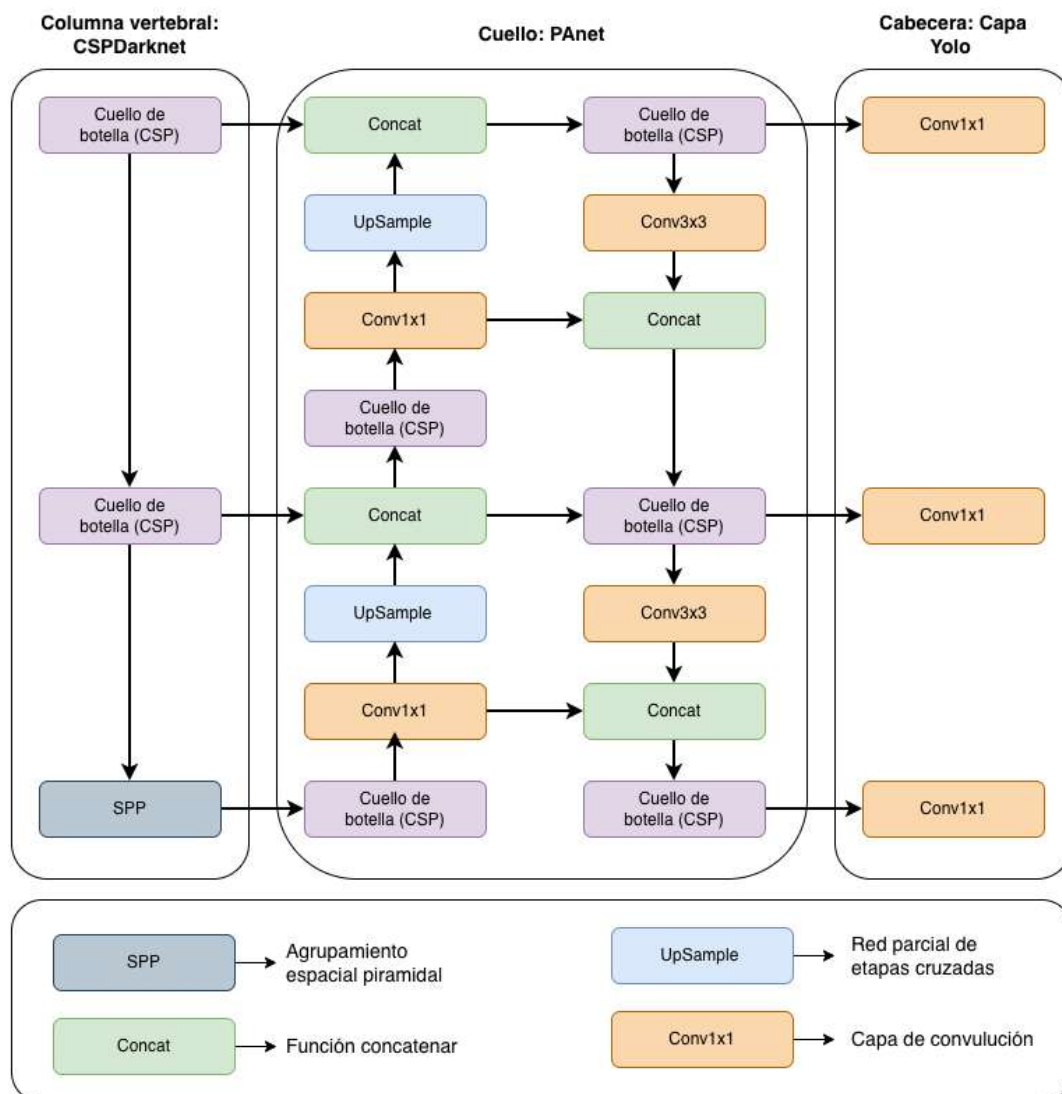 Columna vertebral:
CSPDarknet
Cuello: PAnet
Cabecera: Capa
Yolo
Cuello de
botella (CSP)
Concat
Cuello de
botella (CSP)
Conv1x1
UpSample
Conv3x3
Conv1x1
Concat
Cuello de
botella (CSP)
Cuello de
botella (CSP)
Concat
Cuello de
botella (CSP)
Conv1x1
UpSample
Conv3x3
Conv1x1
Concat
SPP
Cuello de
botella (CSP)
Cuello de
botella (CSP)
Conv1x1
SPP
Agrupamiento
espacial piramidal
UpSample
Red parcial de
etapas cruzadas
Concat
Función concatenar
Conv1x1
Capa de convulución